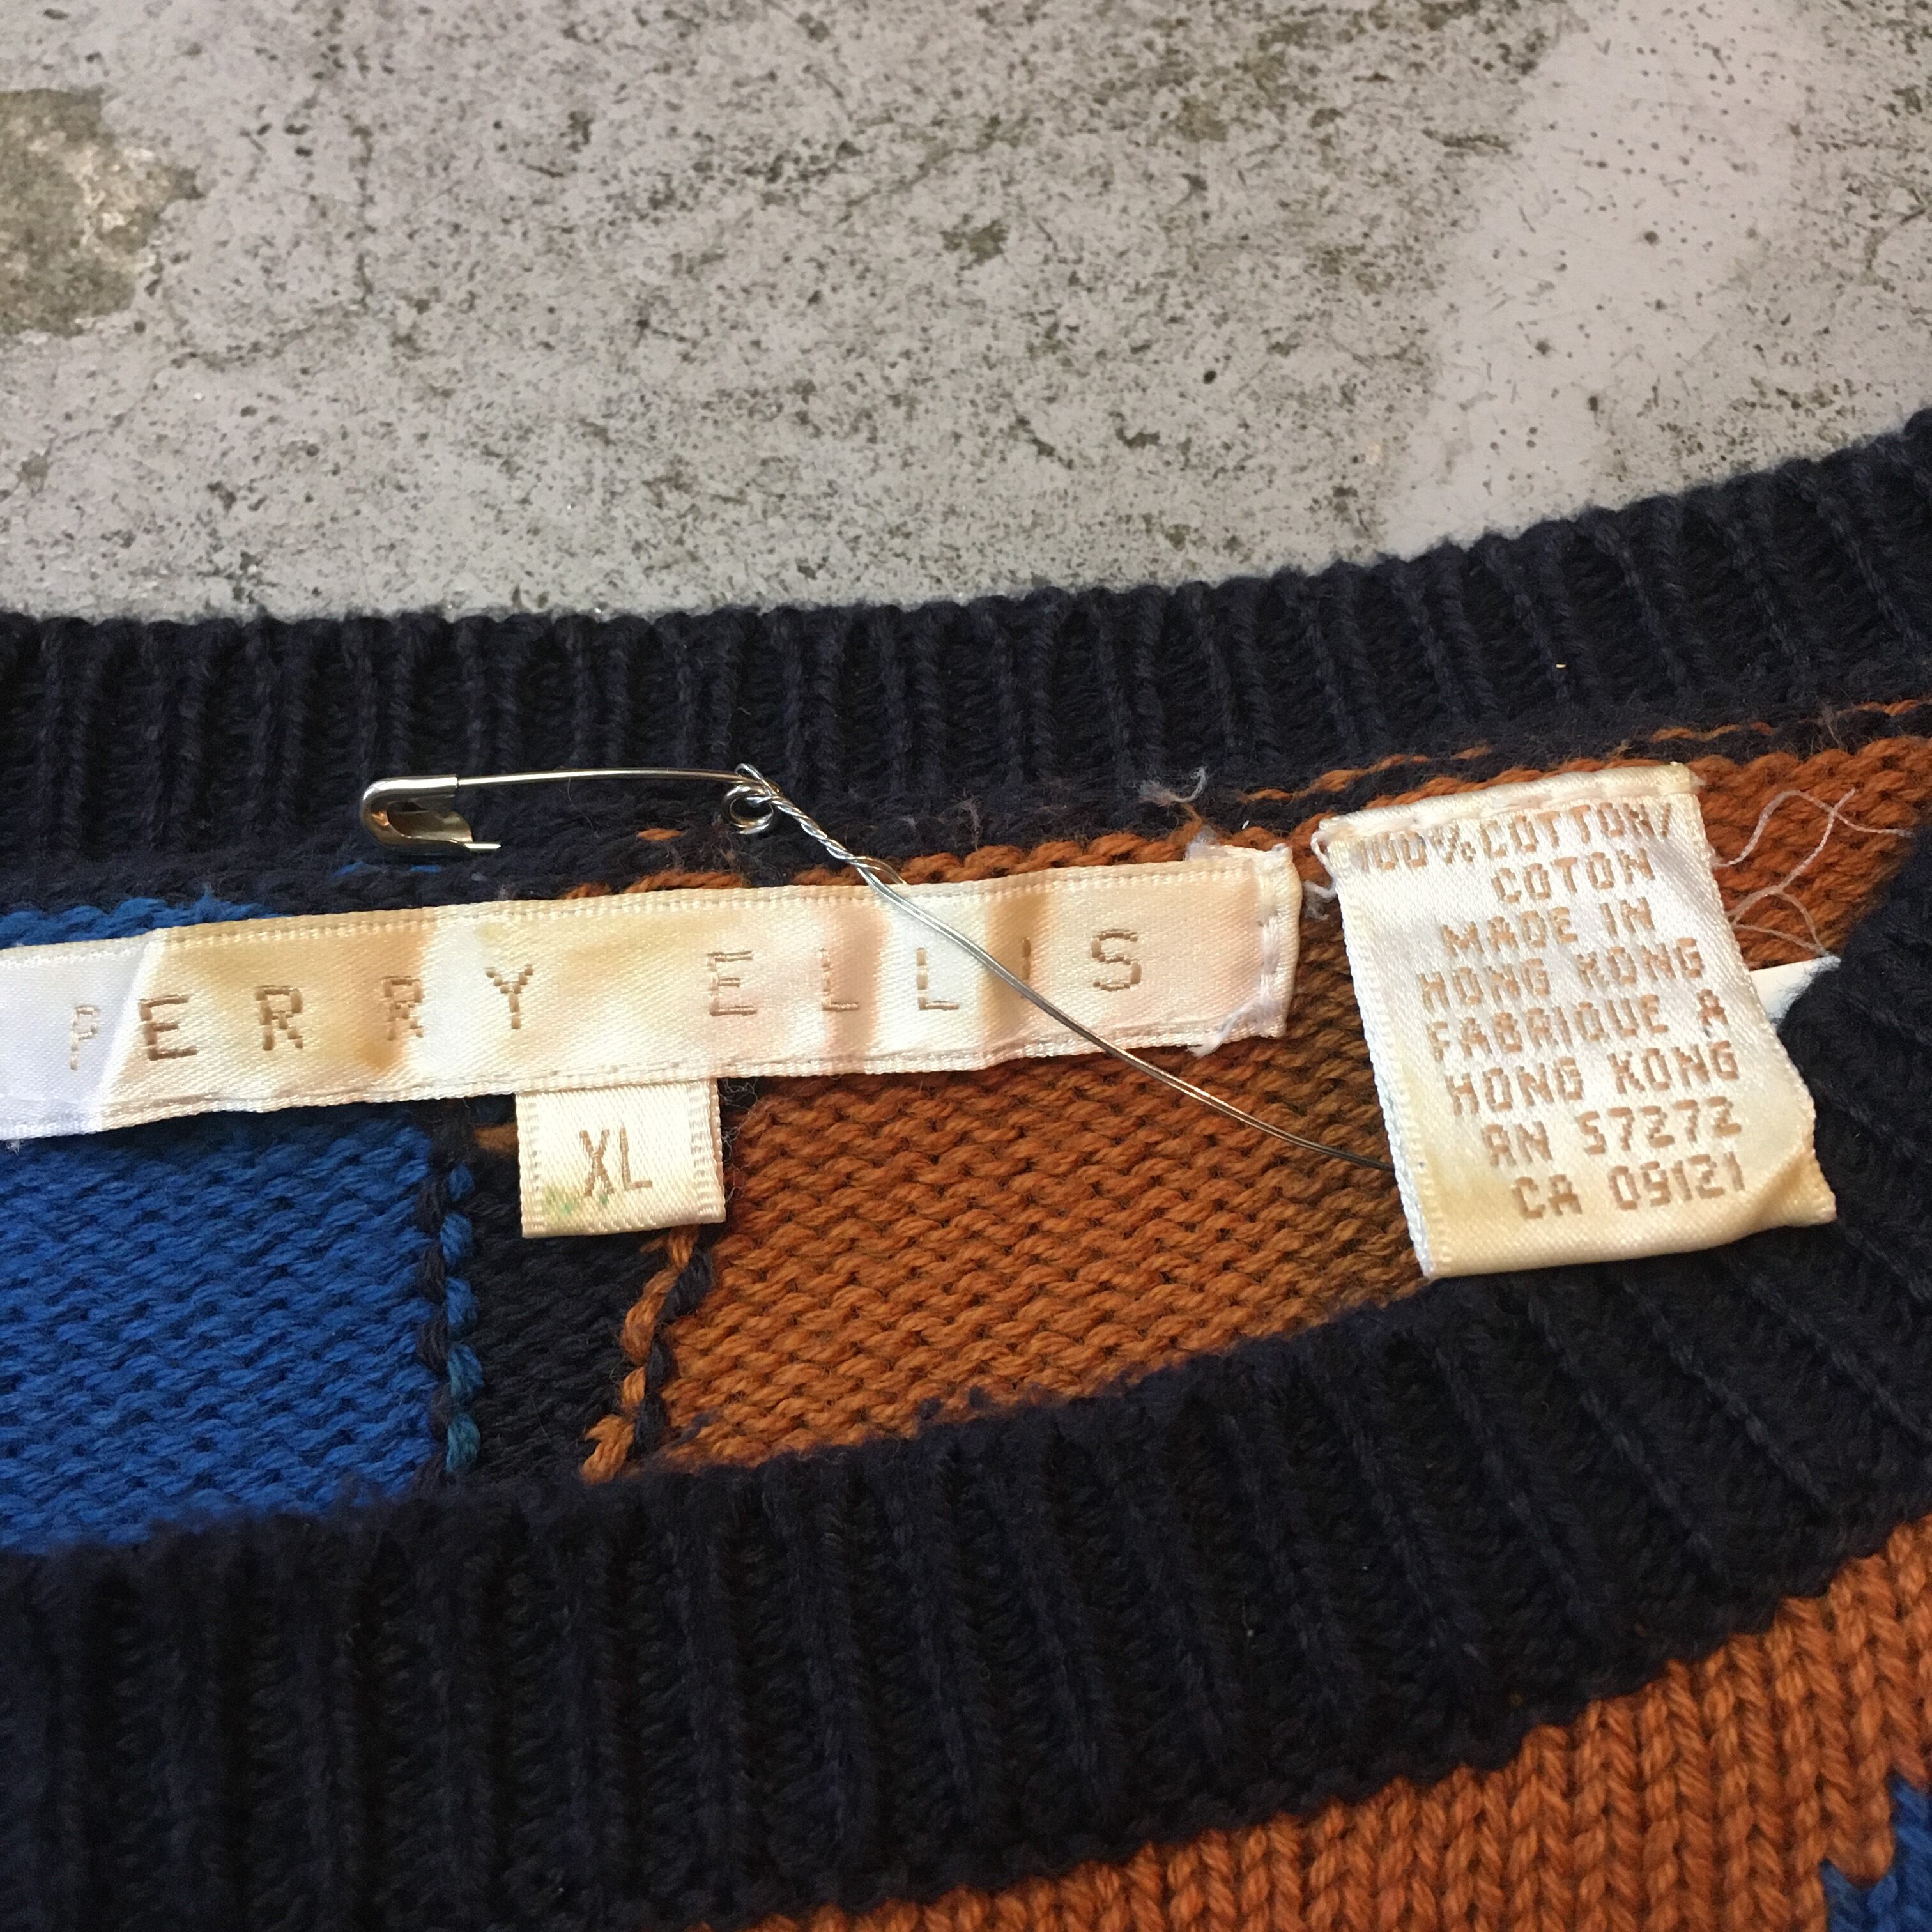 PERRY ELLIS
XL
100% COTTON/
COTON
MADE IN
HONG KONG
FABRIQUE A
HONG KONG
RN 57272
CA 09121